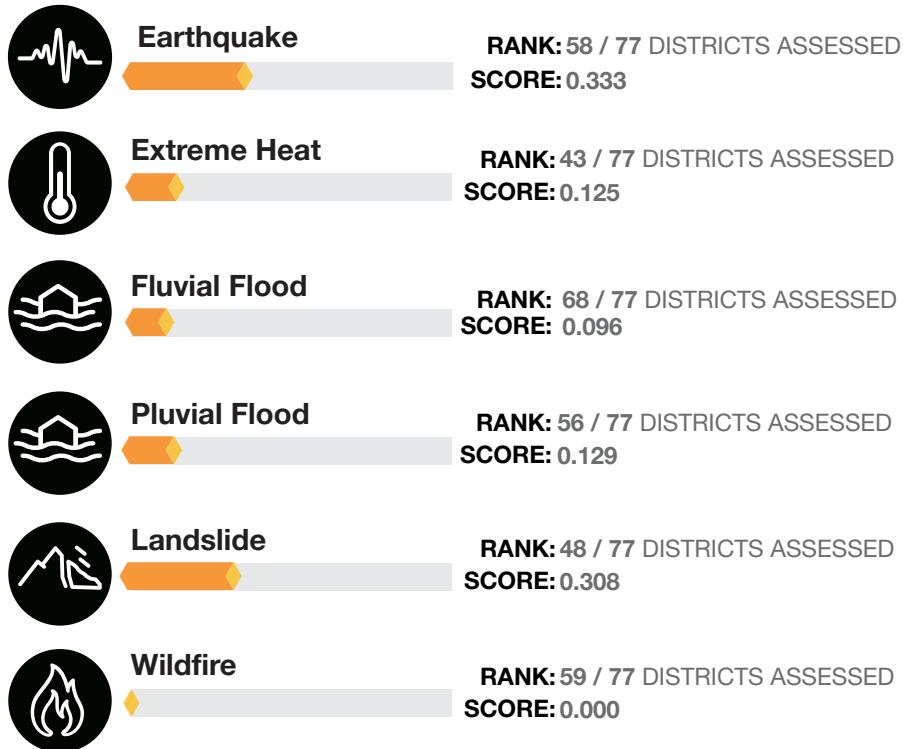 Earthquake
RANK: 58 / 77 DISTRICTS ASSESSED
SCORE: 0.333
Extreme Heat
RANK: 43 / 77 DISTRICTS ASSESSED
SCORE: 0.125
Fluvial Flood
RANK: 68 / 77 DISTRICTS ASSESSED
SCORE: 0.096
Pluvial Flood
RANK: 56 / 77 DISTRICTS ASSESSED
SCORE: 0.129
Landslide
RANK: 48 / 77 DISTRICTS ASSESSED
SCORE: 0.308
Wildfire
RANK: 59 / 77 DISTRICTS ASSESSED
SCORE: 0.000